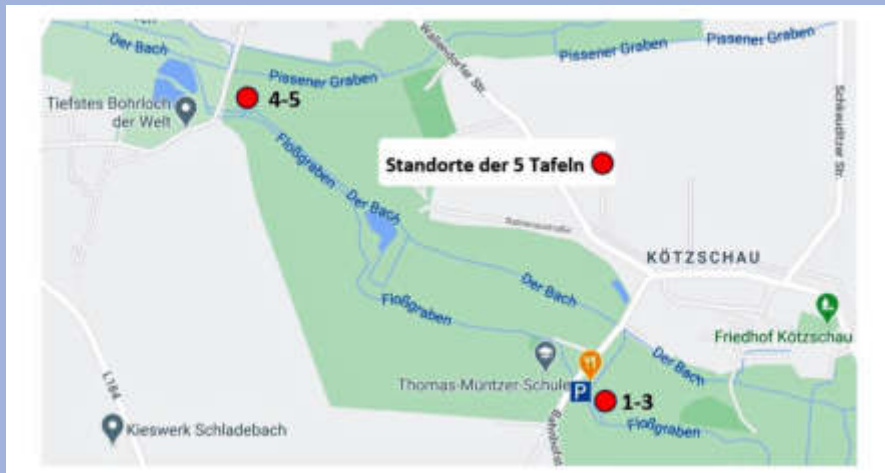 Der Bach
Pissener Graben
Pissener Graben
Pissener Graben
Wallendorfer Str.
Tiefstes Bohrloch
der Welt
4-5
Floßgraben
Der Bach
Standorte der 5 Tafeln
KÖTZSCHAU
Der Bach
Floßgraben
Friedhof Kötzschau
Der Bach
Thomas-Müntzer-Schule
P
1-3
L184
Kieswerk Schladebach
Bahnhofst
Floßgraben